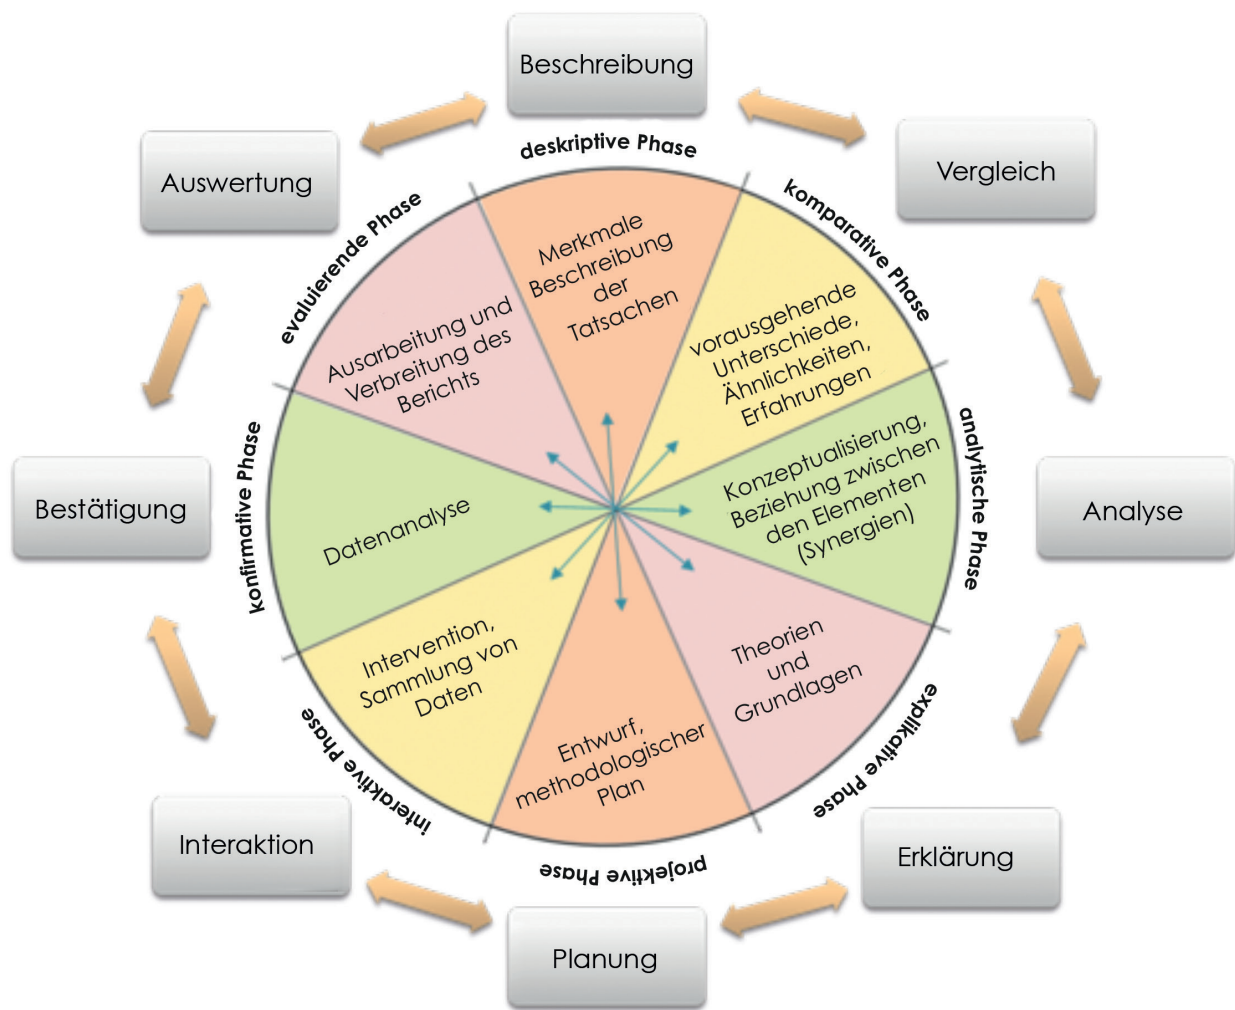 Beschreibung
Vergleich
Analyse
Erklärung
Planung
Interaktion
Bestätigung
Auswertung
deskriptive Phase
komparative Phase
analytische Phase
explikative Phase
projektive Phase
interaktive Phase
konfirmative Phase
evaluierende Phase
Merkmale
Beschreibung
der
Tatsachen
vorausgehende
Unterschiede,
Ähnlichkeiten,
Erfahrungen
Konzeptualisierung,
Beziehung zwischen
den Elementen
(Synergien)
Theorien
und
Grundlagen
Entwurf,
methodologischer
Plan
Intervention,
Sammlung von
Daten
Datenanalyse
Ausarbeitung und
Verbreitung des
Berichts